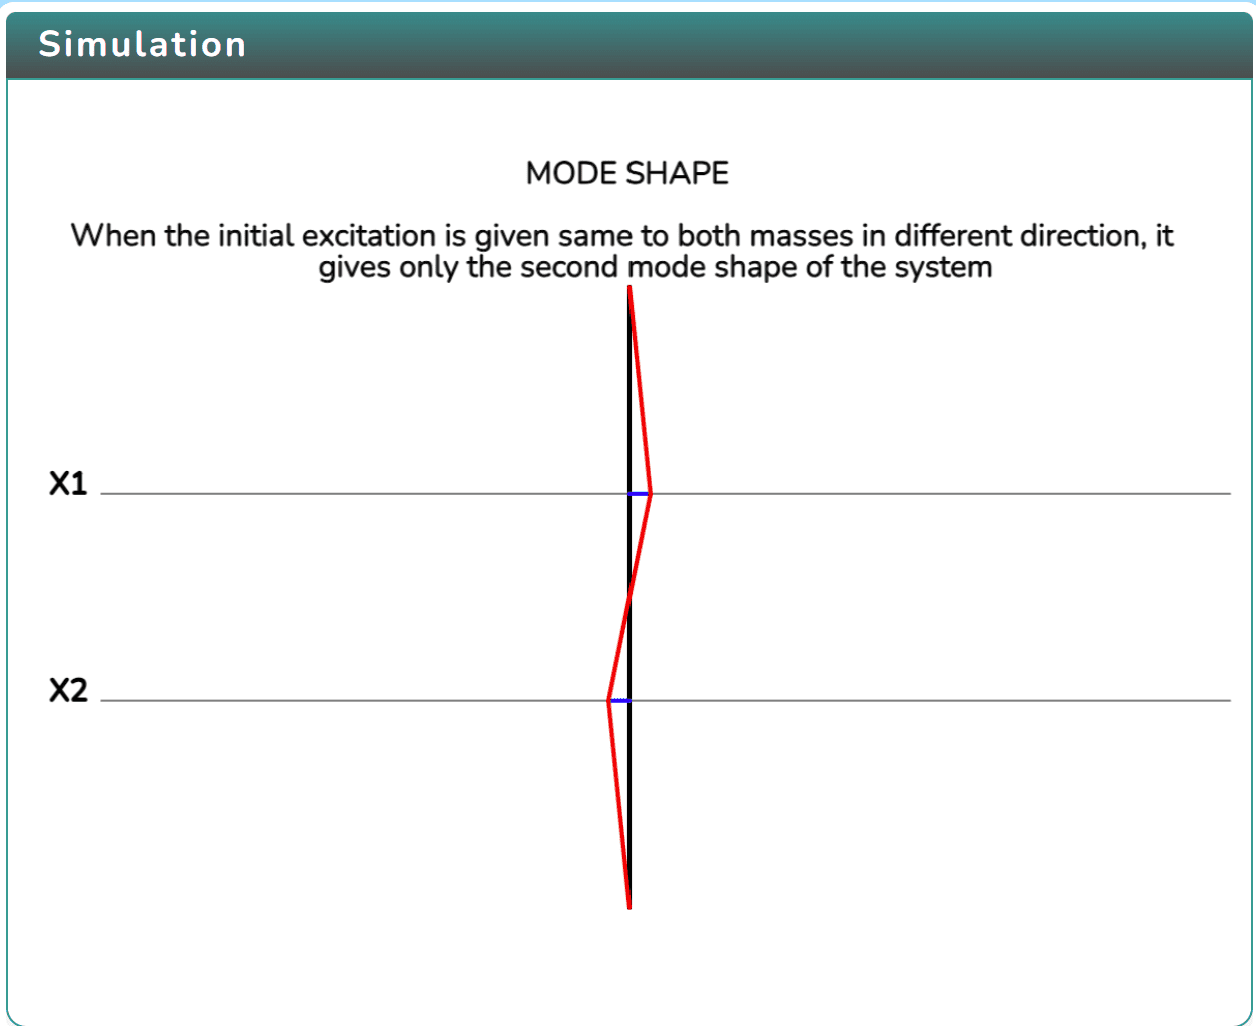 Simulation
MODE SHAPE
When the initial excitation is given same to both masses in different direction, it
gives only the second mode shape of the system
X1
X2